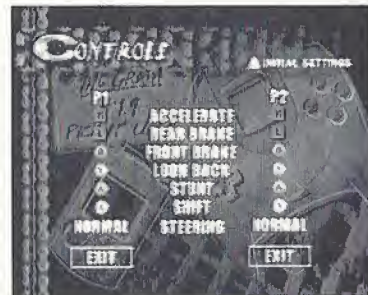 CONTROLS
INITIAL SETTINGS
P1 P2
ACCELERATE
REAR BRAKE
FRONT BRAKE
LOOK BACK
STUNT
SHIFT
NORMAL STEERING NORMAL
EXIT EXIT